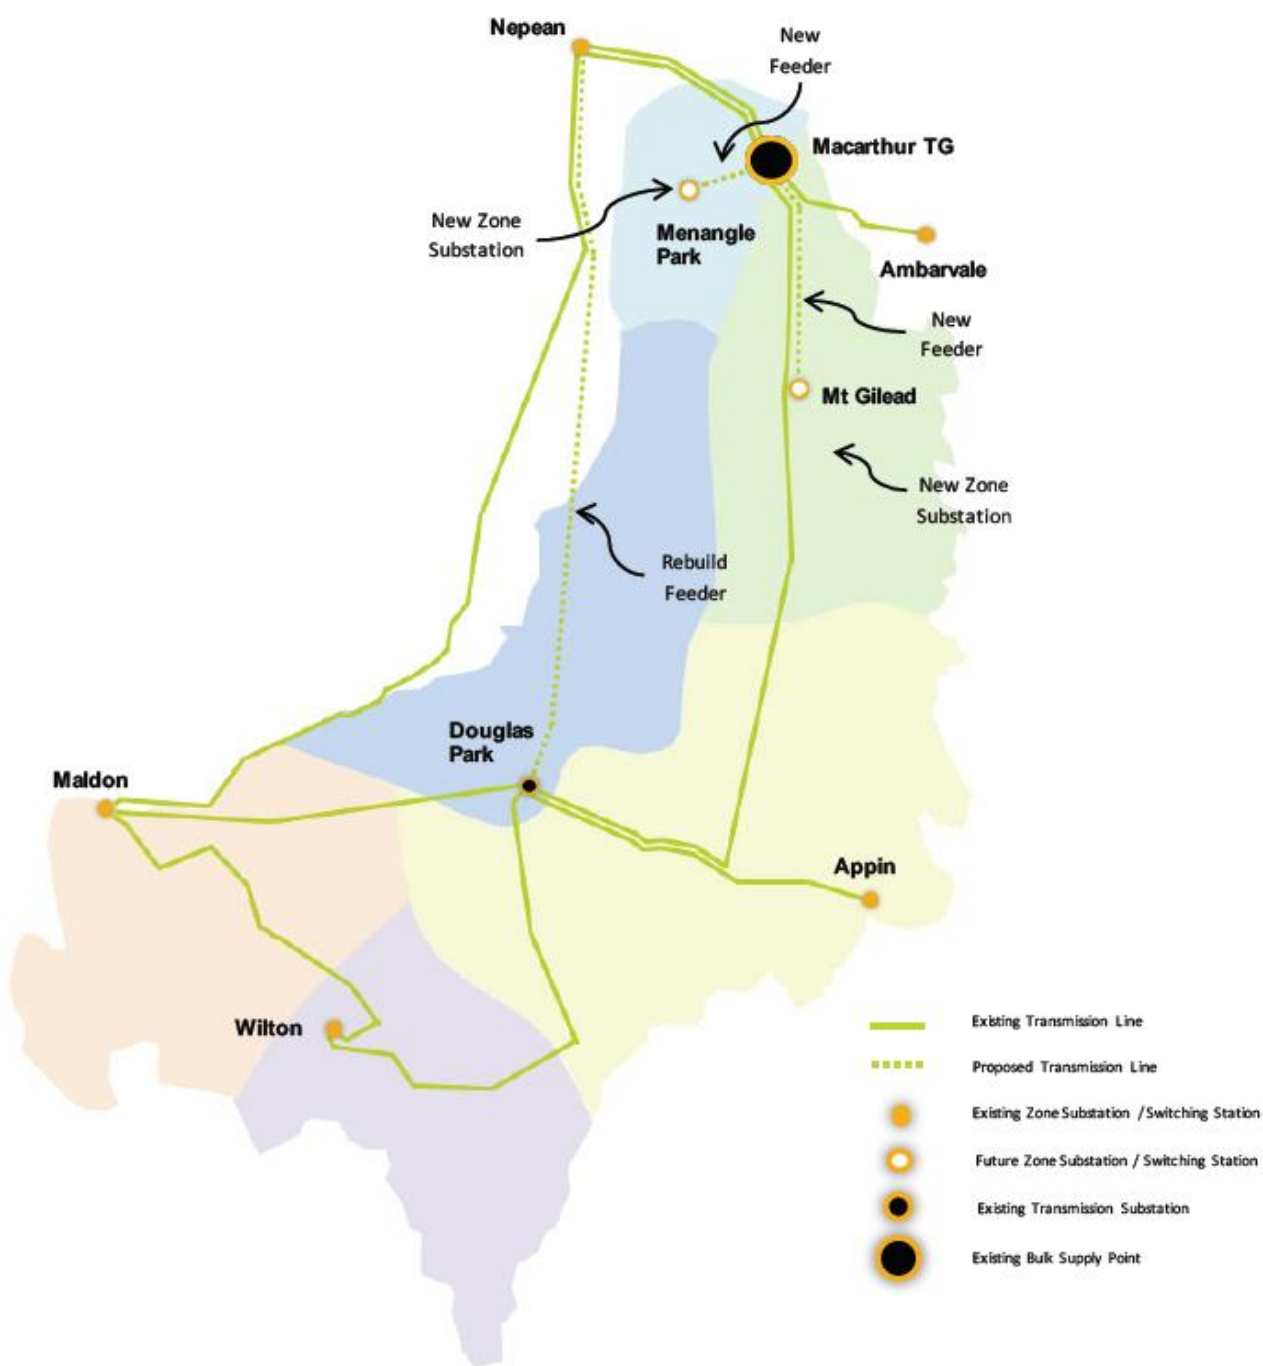 Nepean
New
Feeder
Macarthur TG
New Zone
Substation
Menangle
Park
Ambarvale
New
Feeder
Mt Gilead
New Zone
Substation
Rebuild
Feeder
Douglas
Park
Maldon
Appin
Wilton
Existing Transmission Line
Proposed Transmission Line
Existing Zone Substation / Switching Station
Future Zone Substation / Switching Station
Existing Transmission Substation
Existing Bulk Supply Point